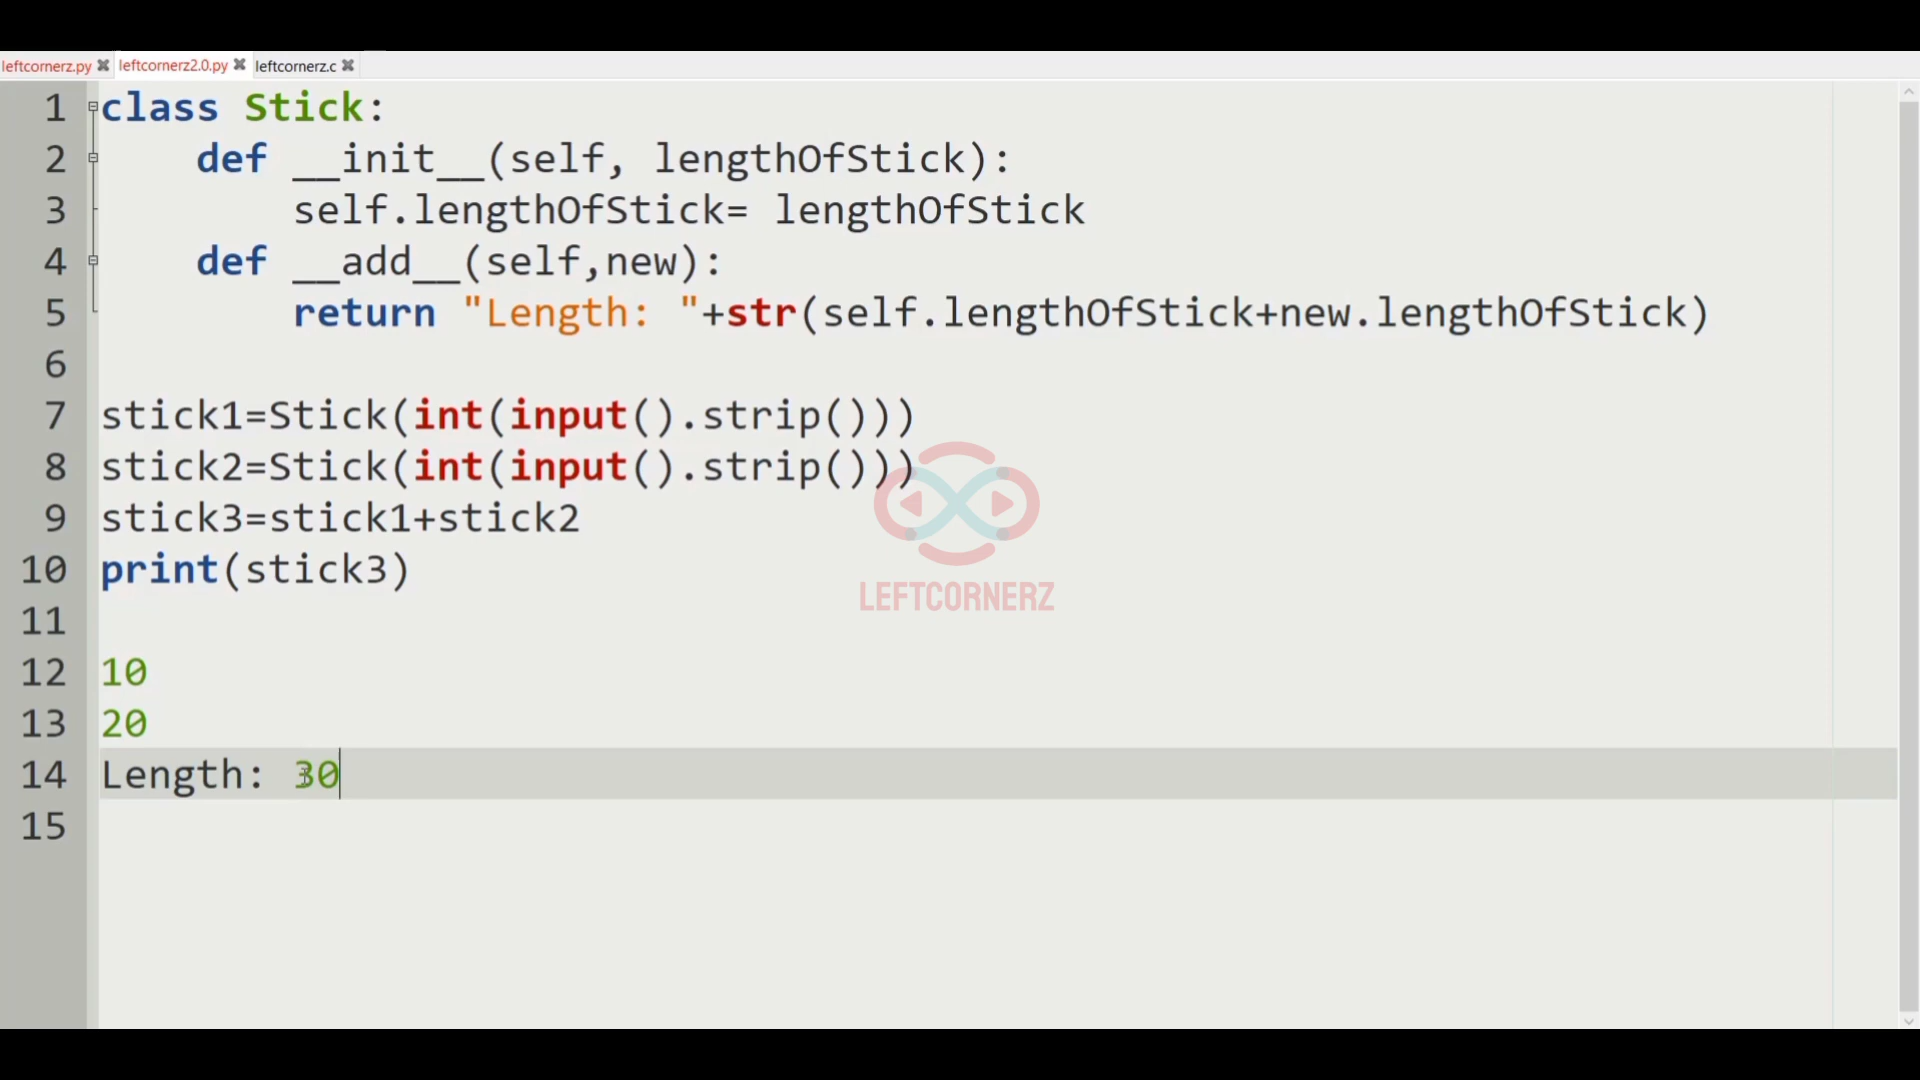 leftcornerz.py leftcornerz2.0.py leftcornerz.c
1 class Stick:
2     def __init__(self, lengthOfStick):
3         self.lengthOfStick= lengthOfStick
4     def __add__(self,new):
5         return "Length: "+str(self.lengthOfStick+new.lengthOfStick)
6
7 stick1=Stick(int(input().strip()))
8 stick2=Stick(int(input().strip()))
9 stick3=stick1+stick2
10 print(stick3)
11
12 10
13 20
14 Length: 30
15
LEFTCORNERZ